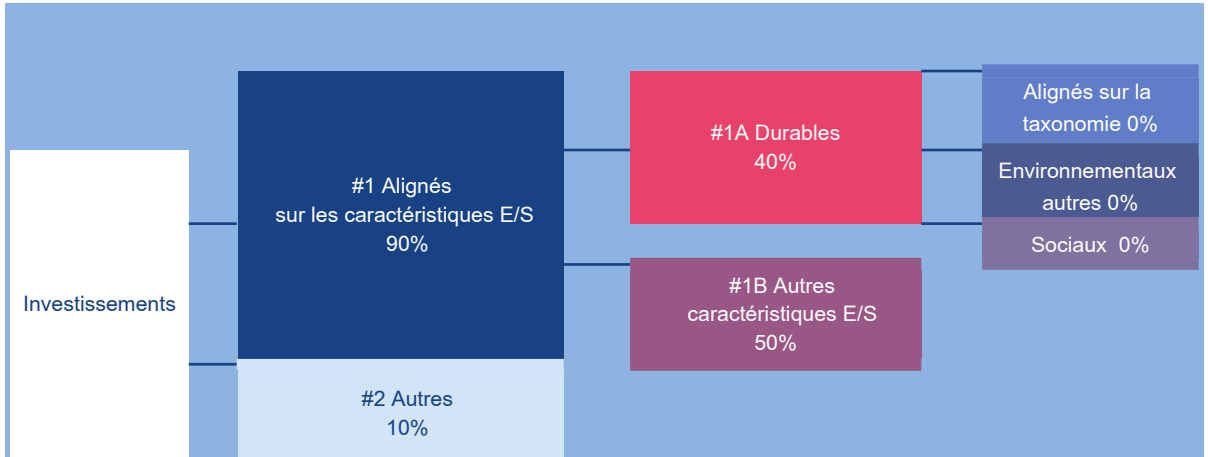 Investissements
#1 Alignés
sur les caractéristiques E/S
90%
#2 Autres
10%
#1A Durables
40%
#1B Autres
caractéristiques E/S
50%
Alignés sur la
taxonomie 0%
Environnementaux
autres 0%
Sociaux 0%